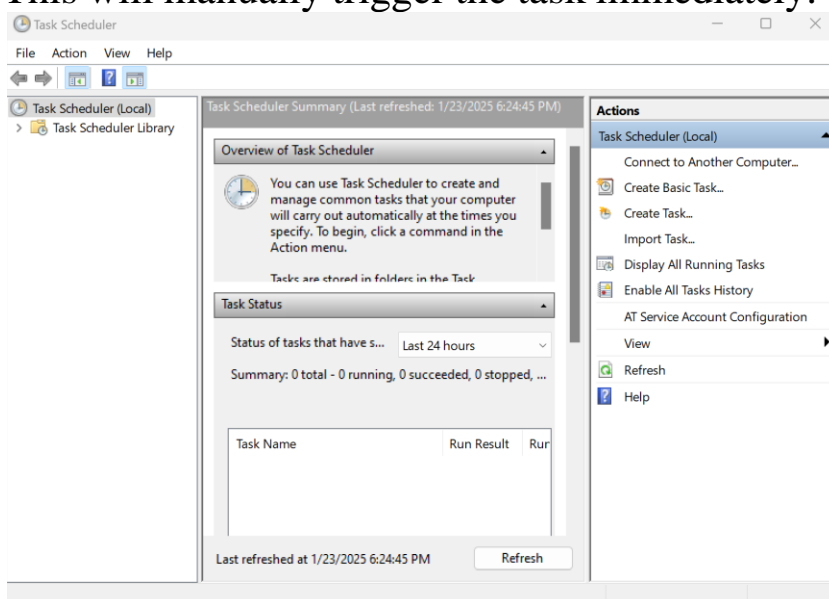 This will manually trigger the task immediately.
Task Scheduler
File Action View Help
Task Scheduler (Local)
Task Scheduler Library
Task Scheduler Summary (Last refreshed: 1/23/2025 6:24:45 PM)
Overview of Task Scheduler
You can use Task Scheduler to create and
manage common tasks that your computer
will carry out automatically at the times you
specify. To begin, click a command in the
Action menu.
Tasks are stored in folders in the Task
Task Status
Status of tasks that have s... Last 24 hours
Summary: 0 total - 0 running, 0 succeeded, 0 stopped, ...
Task Name Run Result Run
Last refreshed at 1/23/2025 6:24:45 PM Refresh
Actions
Task Scheduler (Local)
Connect to Another Computer...
Create Basic Task...
Create Task...
Import Task...
Display All Running Tasks
Enable All Tasks History
AT Service Account Configuration
View
Refresh
Help